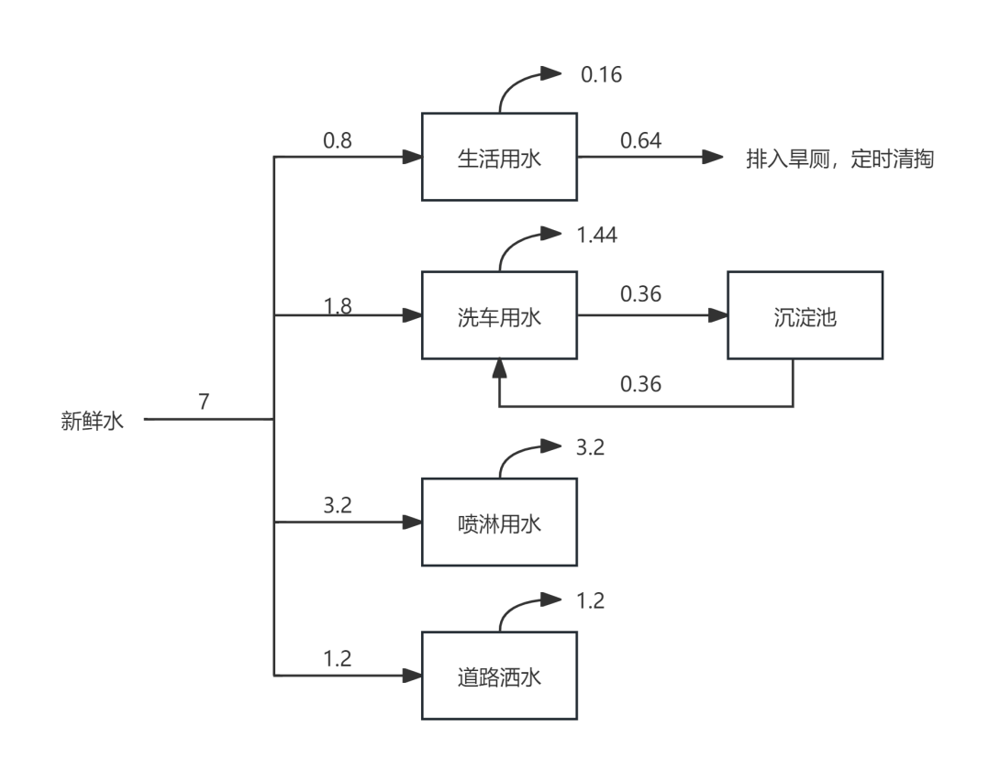 0.16
0.8
生活用水
0.64
排入旱厕，定时清掏
1.44
1.8
洗车用水
0.36
沉淀池
0.36
新鲜水
7
3.2
3.2
喷淋用水
1.2
1.2
道路洒水